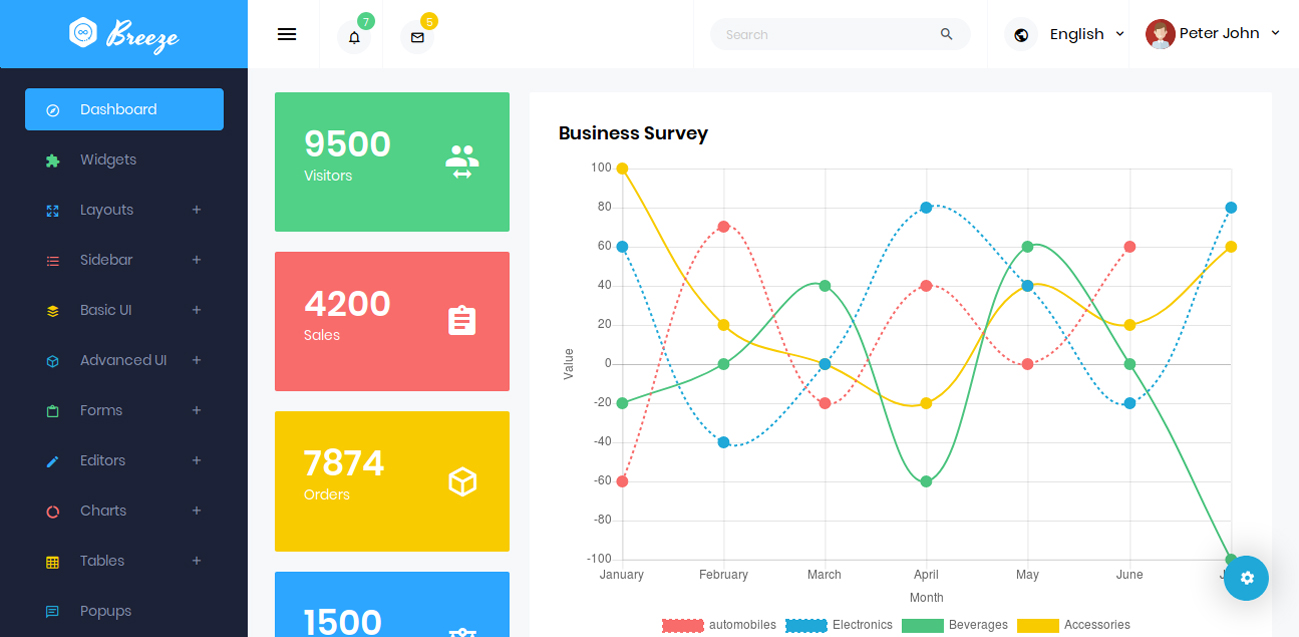 Breeze
7
5
Search
English
Peter John
Dashboard
Widgets
Layouts +
Sidebar +
Basic UI +
Advanced UI +
Forms +
Editors +
Charts +
Tables +
Popups
9500
Visitors
4200
Sales
7874
Orders
1500
Business Survey
100
80
60
40
20
0
-20
-40
-60
-80
-100
Value
January February March April May June
Month
automobiles Electronics Beverages Accessories